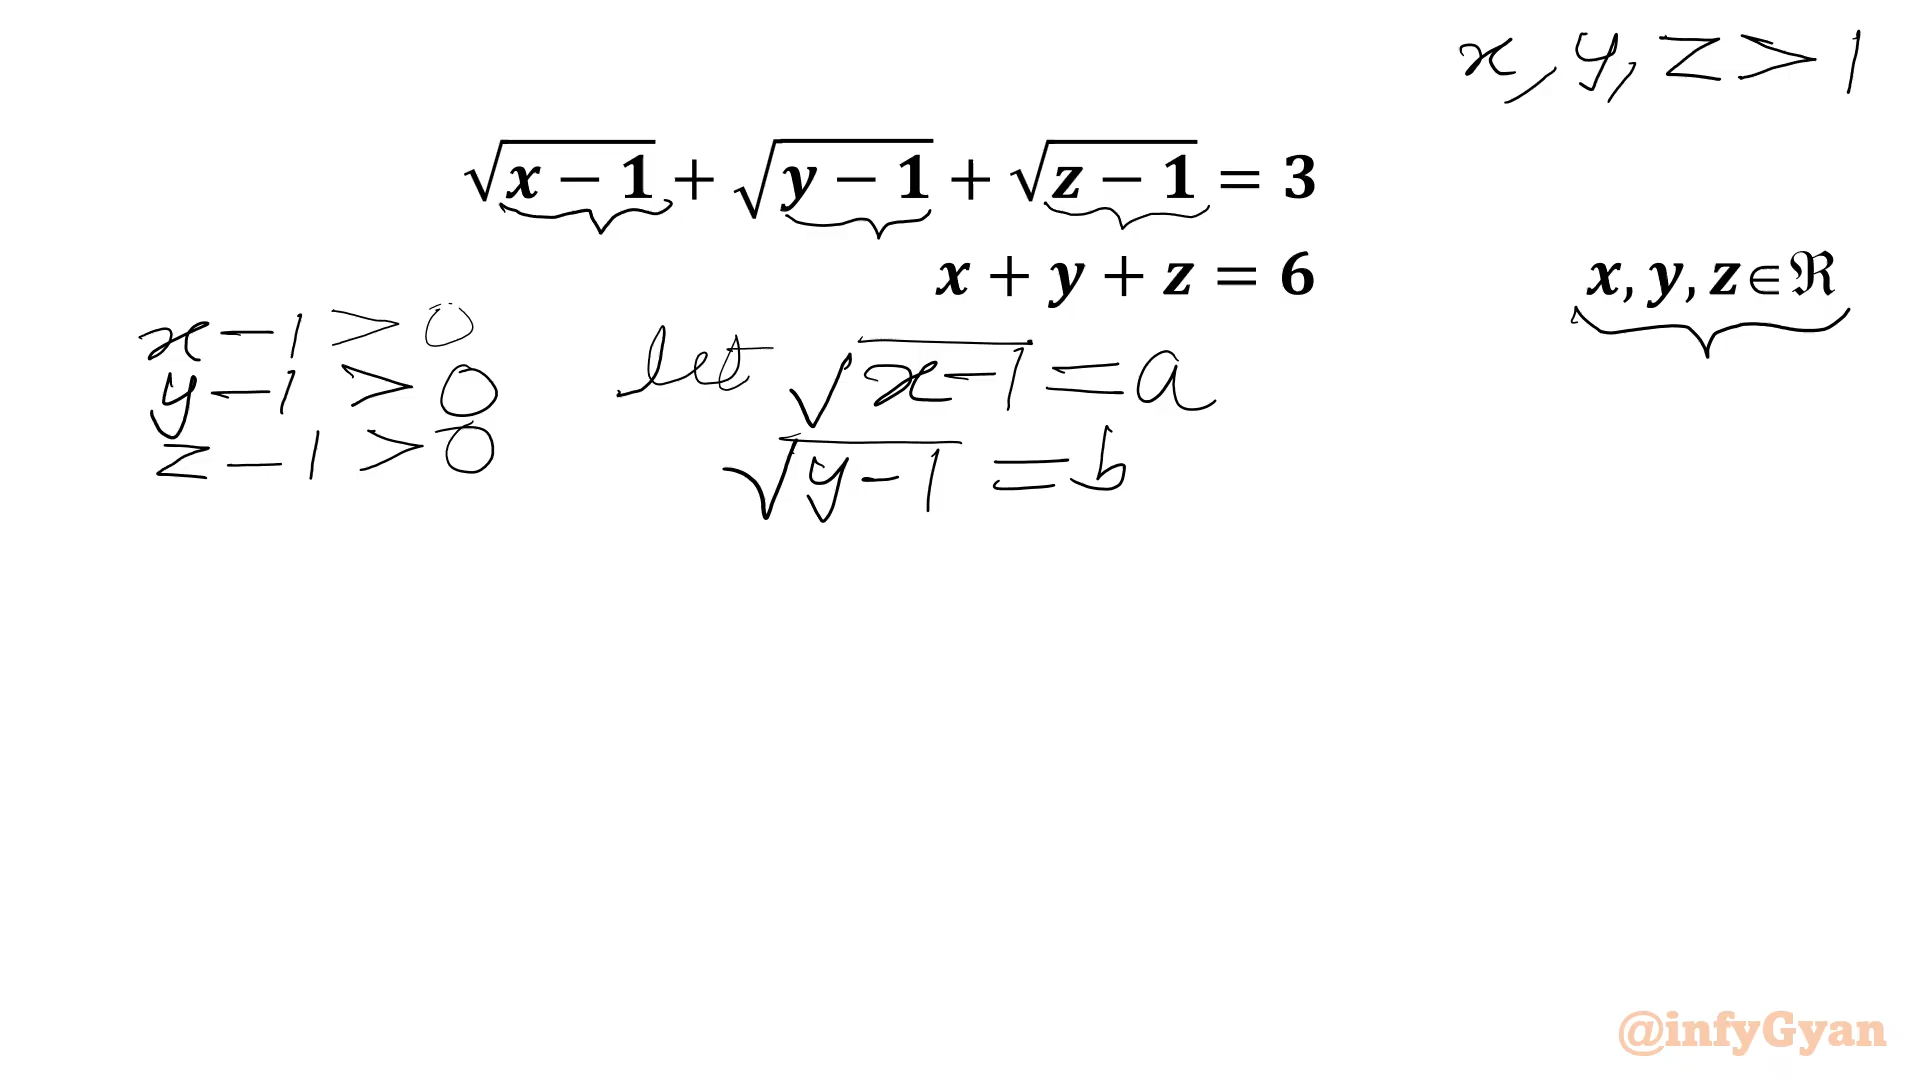 x, y, z > 1
√(x − 1) + √(y − 1) + √(z − 1) = 3
x + y + z = 6
x, y, z ∈ ℜ
x − 1 > 0
y − 1 > 0
z − 1 > 0
let √(x − 1) = a
√(y − 1) = b
@infyGyan